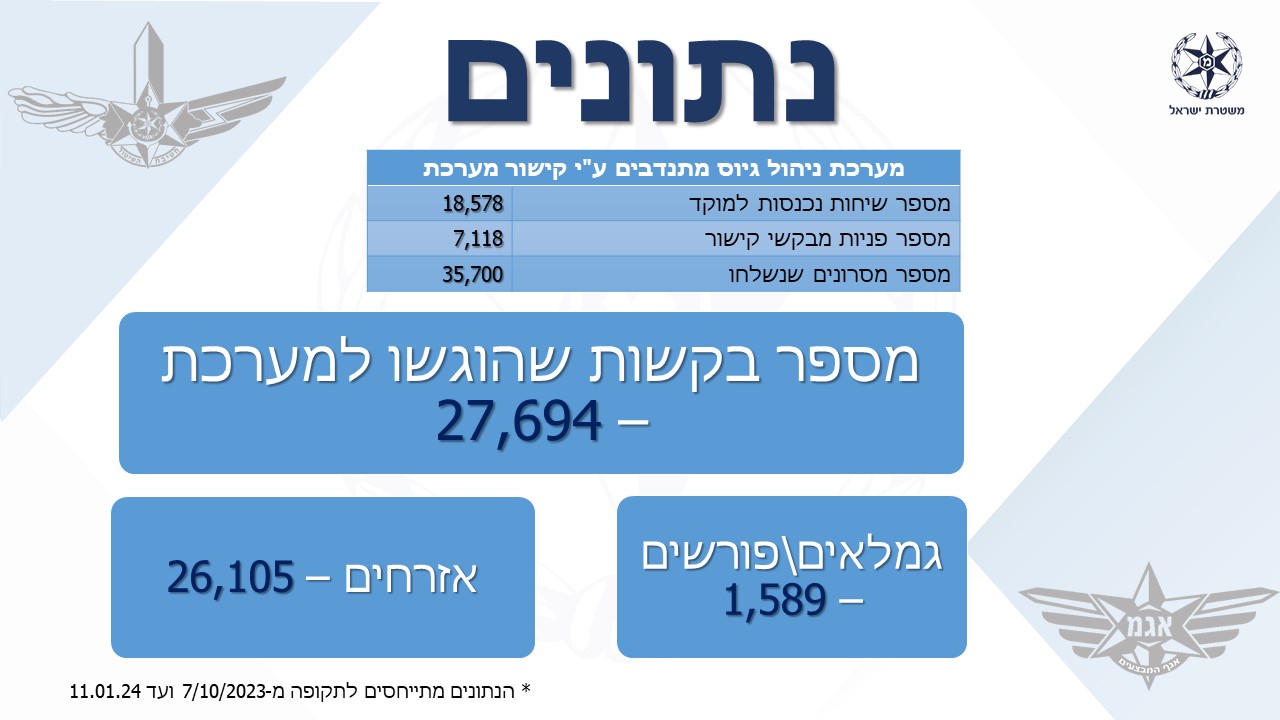 נתונים
משטרת ישראל
מערכת ניהול גיוס מתנדבים ע"י קישור מערכת
מספר שיחות נכנסות למוקד 18,578
מספר פניות מבקשי קישור 7,118
מספר מסרונים שנשלחו 35,700
מספר בקשות שהוגשו למערכת
– 27,694
גמלאים\פורשים
– 1,589
אזרחים – 26,105
אגמ
אגף המבצעים
* הנתונים מתייחסים לתקופה מ-7/10/2023 ועד 11.01.24